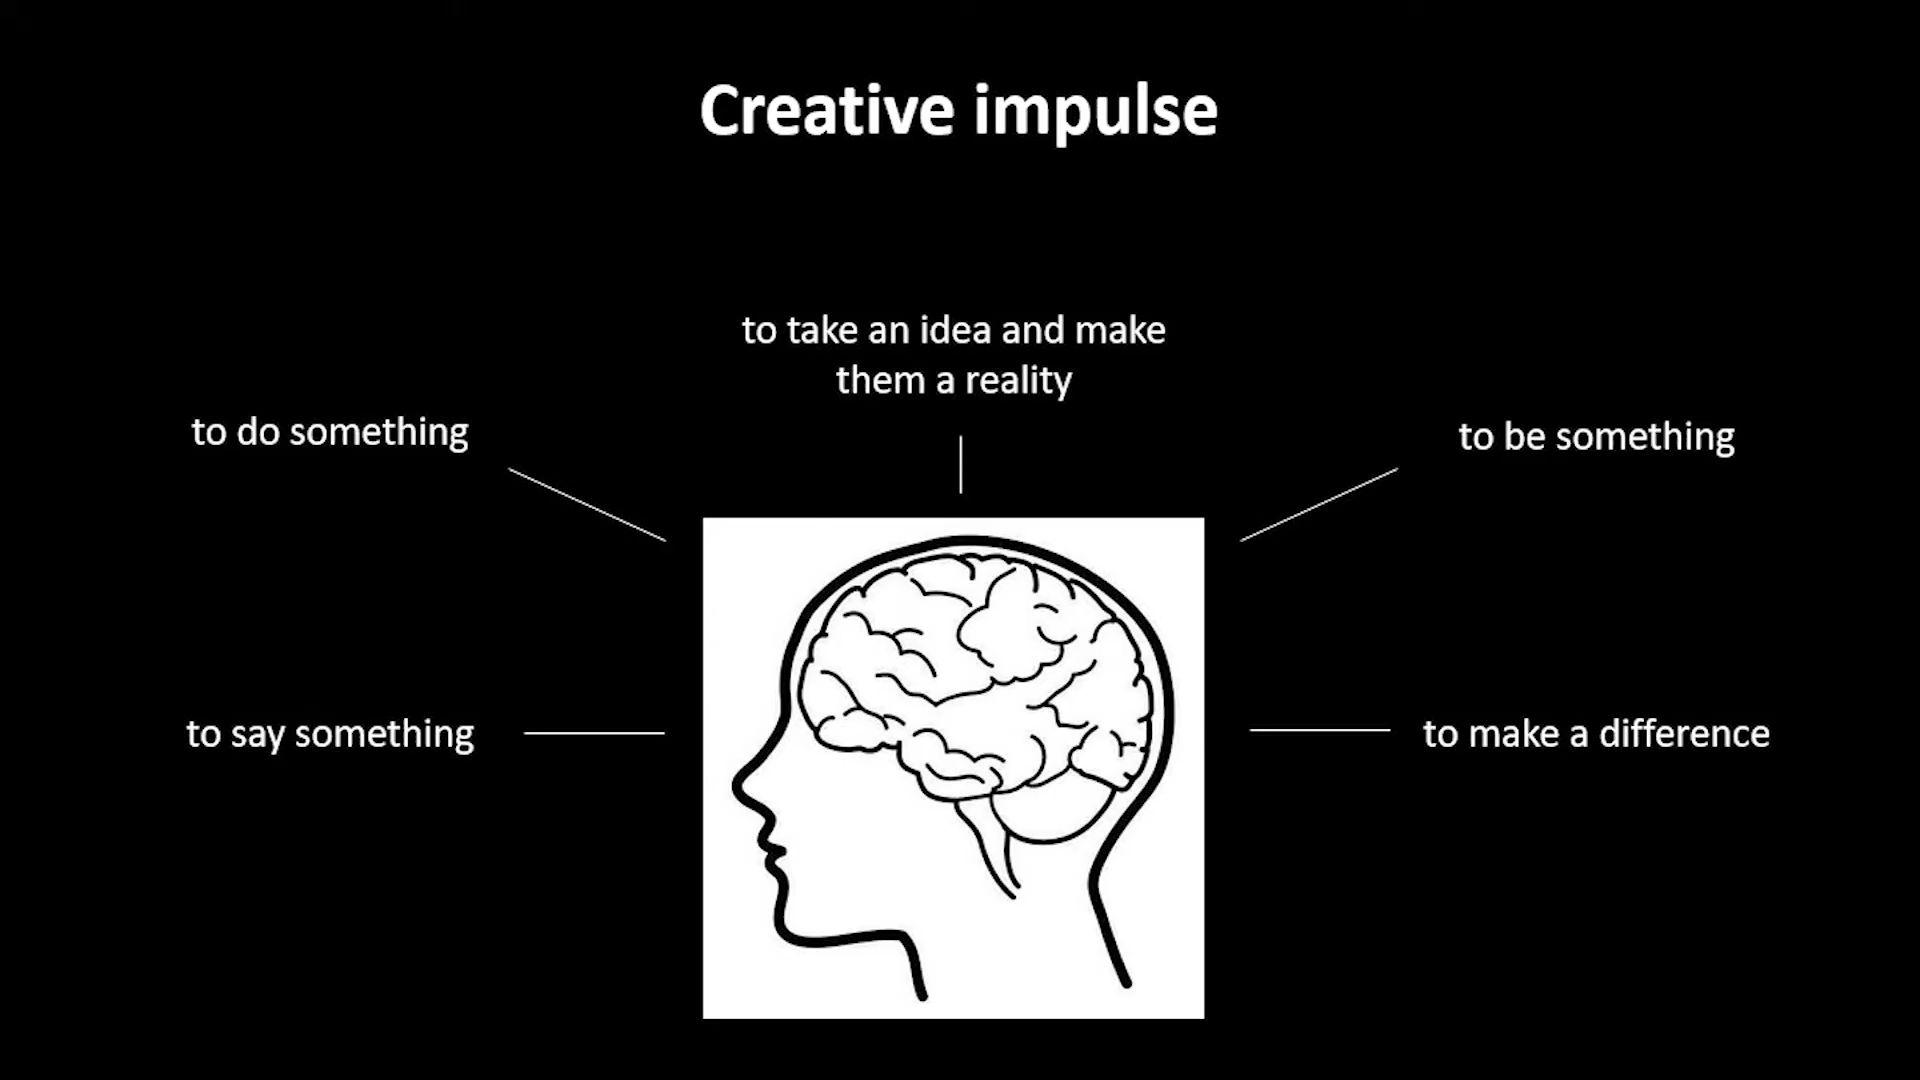 Creative impulse
to take an idea and make
them a reality
to do something
to be something
to say something
to make a difference